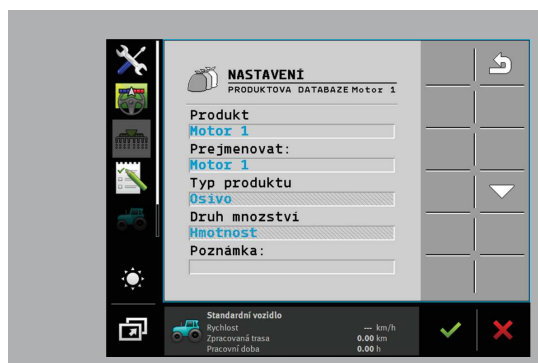 NASTAVENÍ
PRODUKTOVA DATABAZE Motor 1
Produkt
Motor 1
Prejmenovat:
Motor 1
Typ produktu
Osivo
Druh mnozstvi
Hmotnost
Poznámka:
Standardní vozidlo
Rychlost --- km/h
Zpracovaná trasa 0.00 km
Pracovní doba 0.00 h